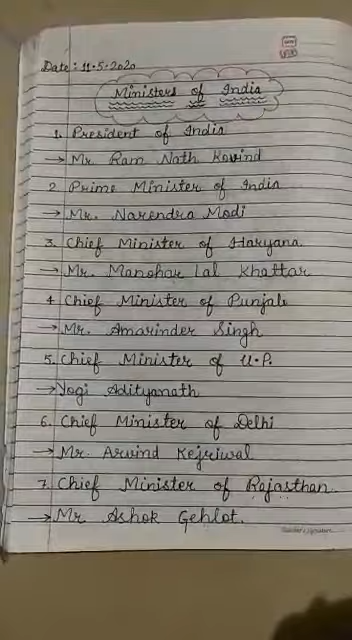 Date: 11.5.2020
Ministers of India
1. President of India
→ Mr. Ram Nath Kovind
2. Prime Minister of India
→ Mr. Narendra Modi
3. Chief Minister of Haryana
→ Mr. Manohar Lal Khattar
4 Chief Minister of Punjab
→ Mr. Amarinder Singh
5. Chief Minister of U.P.
→ Yogi Adityanath
6. Chief Minister of Delhi
→ Mr. Arvind Kejriwal
7. Chief Minister of Rajasthan
→ Mr Ashok Gehlot.
Teacher's Signature